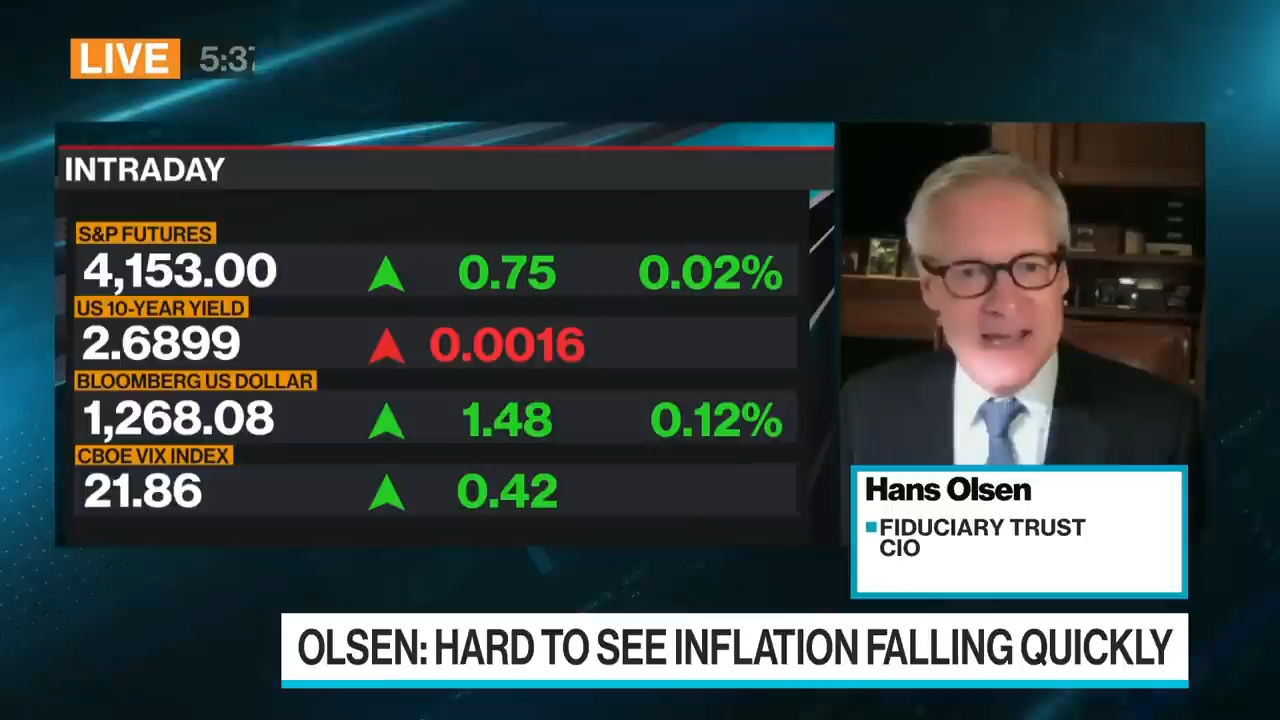 LIVE 5:37
INTRADAY
S&P FUTURES
4,153.00 0.75 0.02%
US 10-YEAR YIELD
2.6899 0.0016
BLOOMBERG US DOLLAR
1,268.08 1.48 0.12%
CBOE VIX INDEX
21.86 0.42
Hans Olsen
FIDUCIARY TRUST
CIO
OLSEN: HARD TO SEE INFLATION FALLING QUICKLY